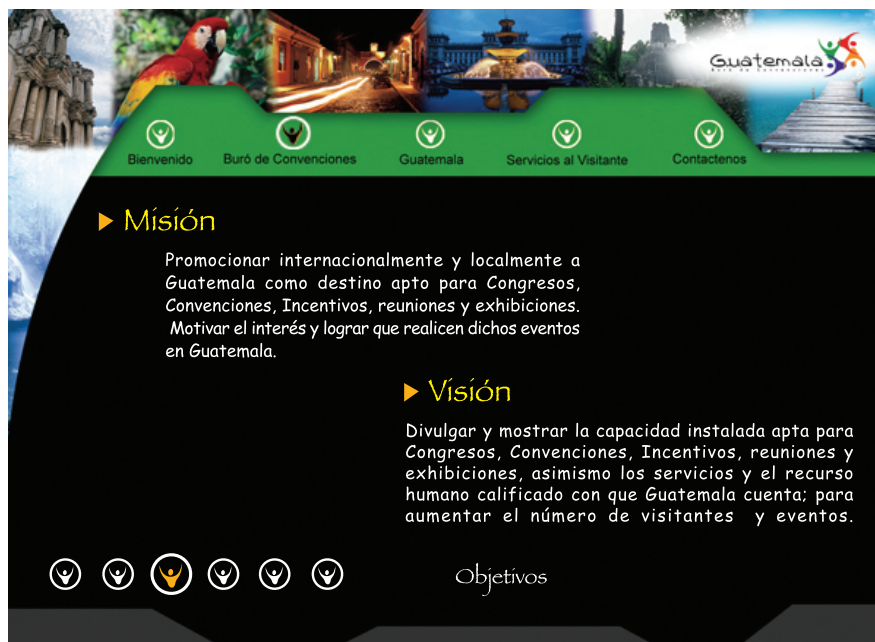 Guatemala
Buró de Convenciones
Bienvenido
Buró de Convenciones
Guatemala
Servicios al Visitante
Contactenos
Misión
Promocionar internacionalmente y localmente a
Guatemala como destino apto para Congresos,
Convenciones, Incentivos, reuniones y exhibiciones.
Motivar el interés y lograr que realicen dichos eventos
en Guatemala.
Visión
Divulgar y mostrar la capacidad instalada apta para
Congresos, Convenciones, Incentivos, reuniones y
exhibiciones, asimismo los servicios y el recurso
humano calificado con que Guatemala cuenta; para
aumentar el número de visitantes y eventos.
Objetivos